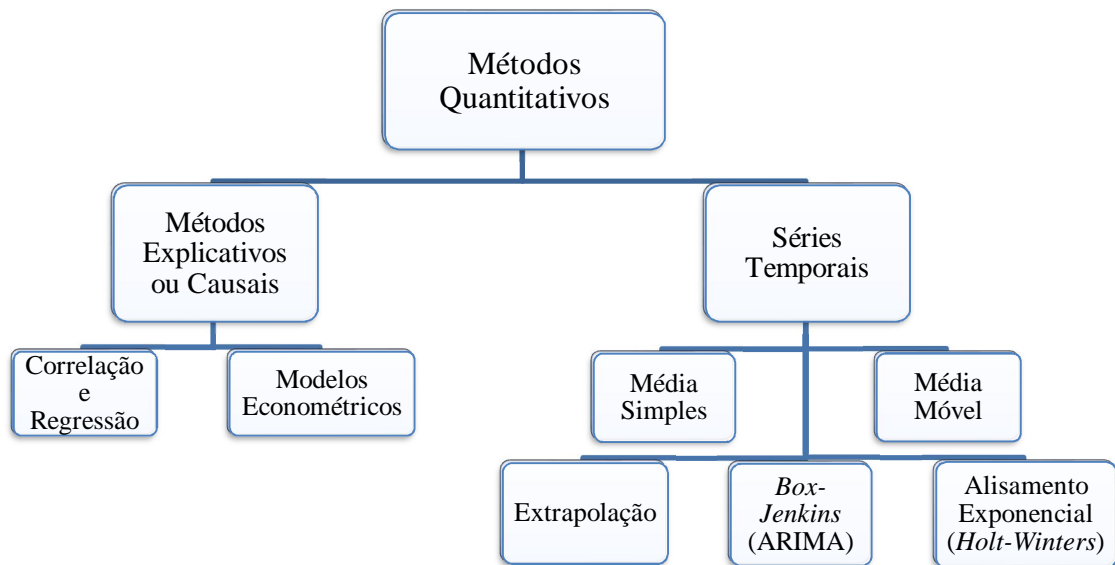 Métodos
Quantitativos
Métodos
Explicativos
ou Causais
Séries
Temporais
Correlação
e
Regressão
Modelos
Econométricos
Média
Simples
Média
Móvel
Extrapolação
Box-
Jenkins
(ARIMA)
Alisamento
Exponencial
(Holt-Winters)